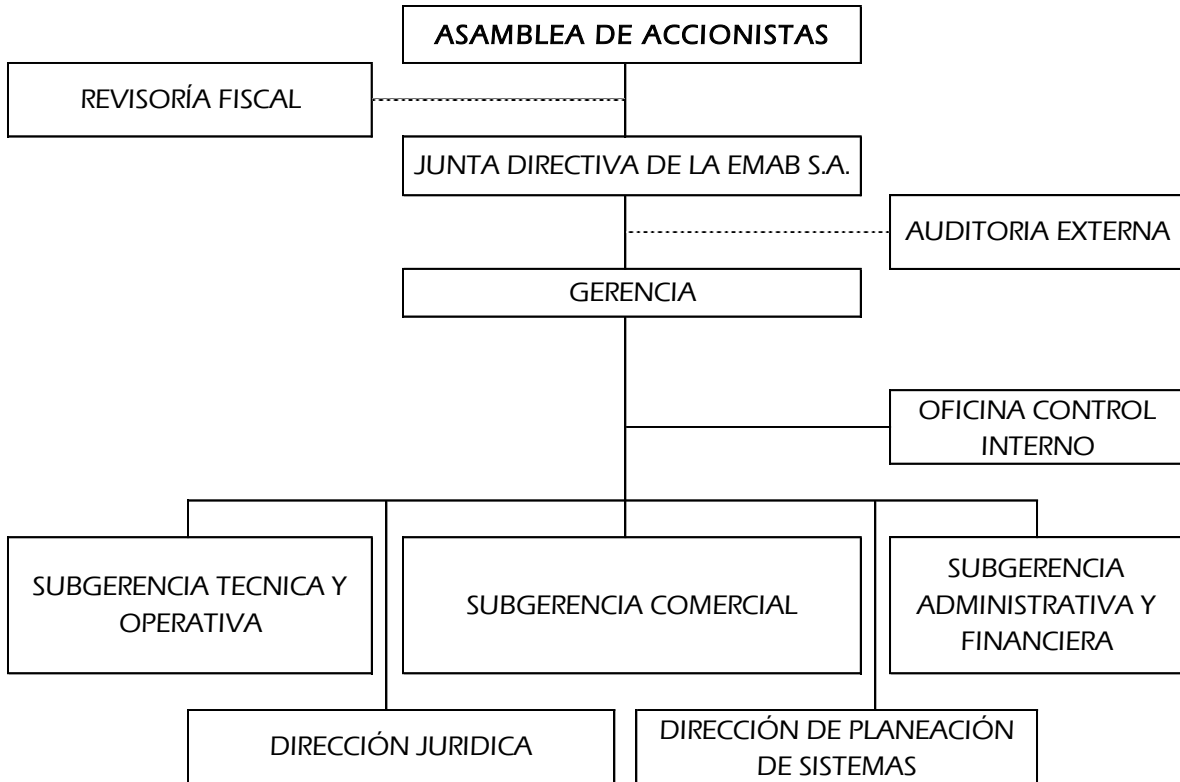 ASAMBLEA DE ACCIONISTAS
REVISORÍA FISCAL
JUNTA DIRECTIVA DE LA EMAB S.A.
AUDITORIA EXTERNA
GERENCIA
OFICINA CONTROL
INTERNO
SUBGERENCIA TECNICA Y
OPERATIVA
SUBGERENCIA COMERCIAL
SUBGERENCIA
ADMINISTRATIVA Y
FINANCIERA
DIRECCIÓN JURIDICA
DIRECCIÓN DE PLANEACIÓN
DE SISTEMAS